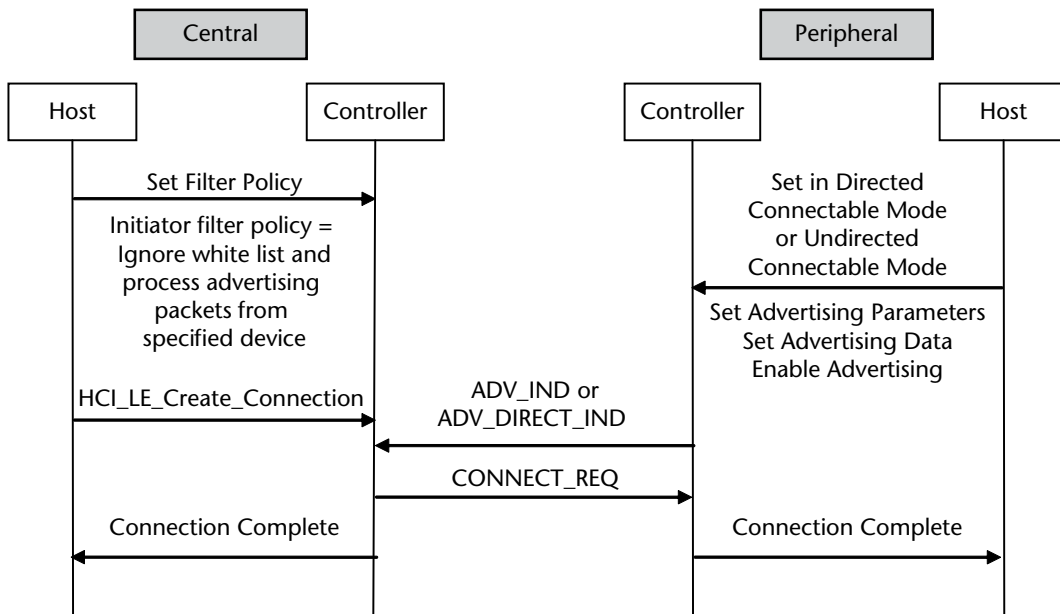 Central
Peripheral
Host
Controller
Controller
Host
Set Filter Policy
Initiator filter policy =
Ignore white list and
process advertising
packets from
specified device
Set in Directed
Connectable Mode
or Undirected
Connectable Mode
Set Advertising Parameters
Set Advertising Data
Enable Advertising
HCI_LE_Create_Connection
ADV_IND or
ADV_DIRECT_IND
CONNECT_REQ
Connection Complete
Connection Complete